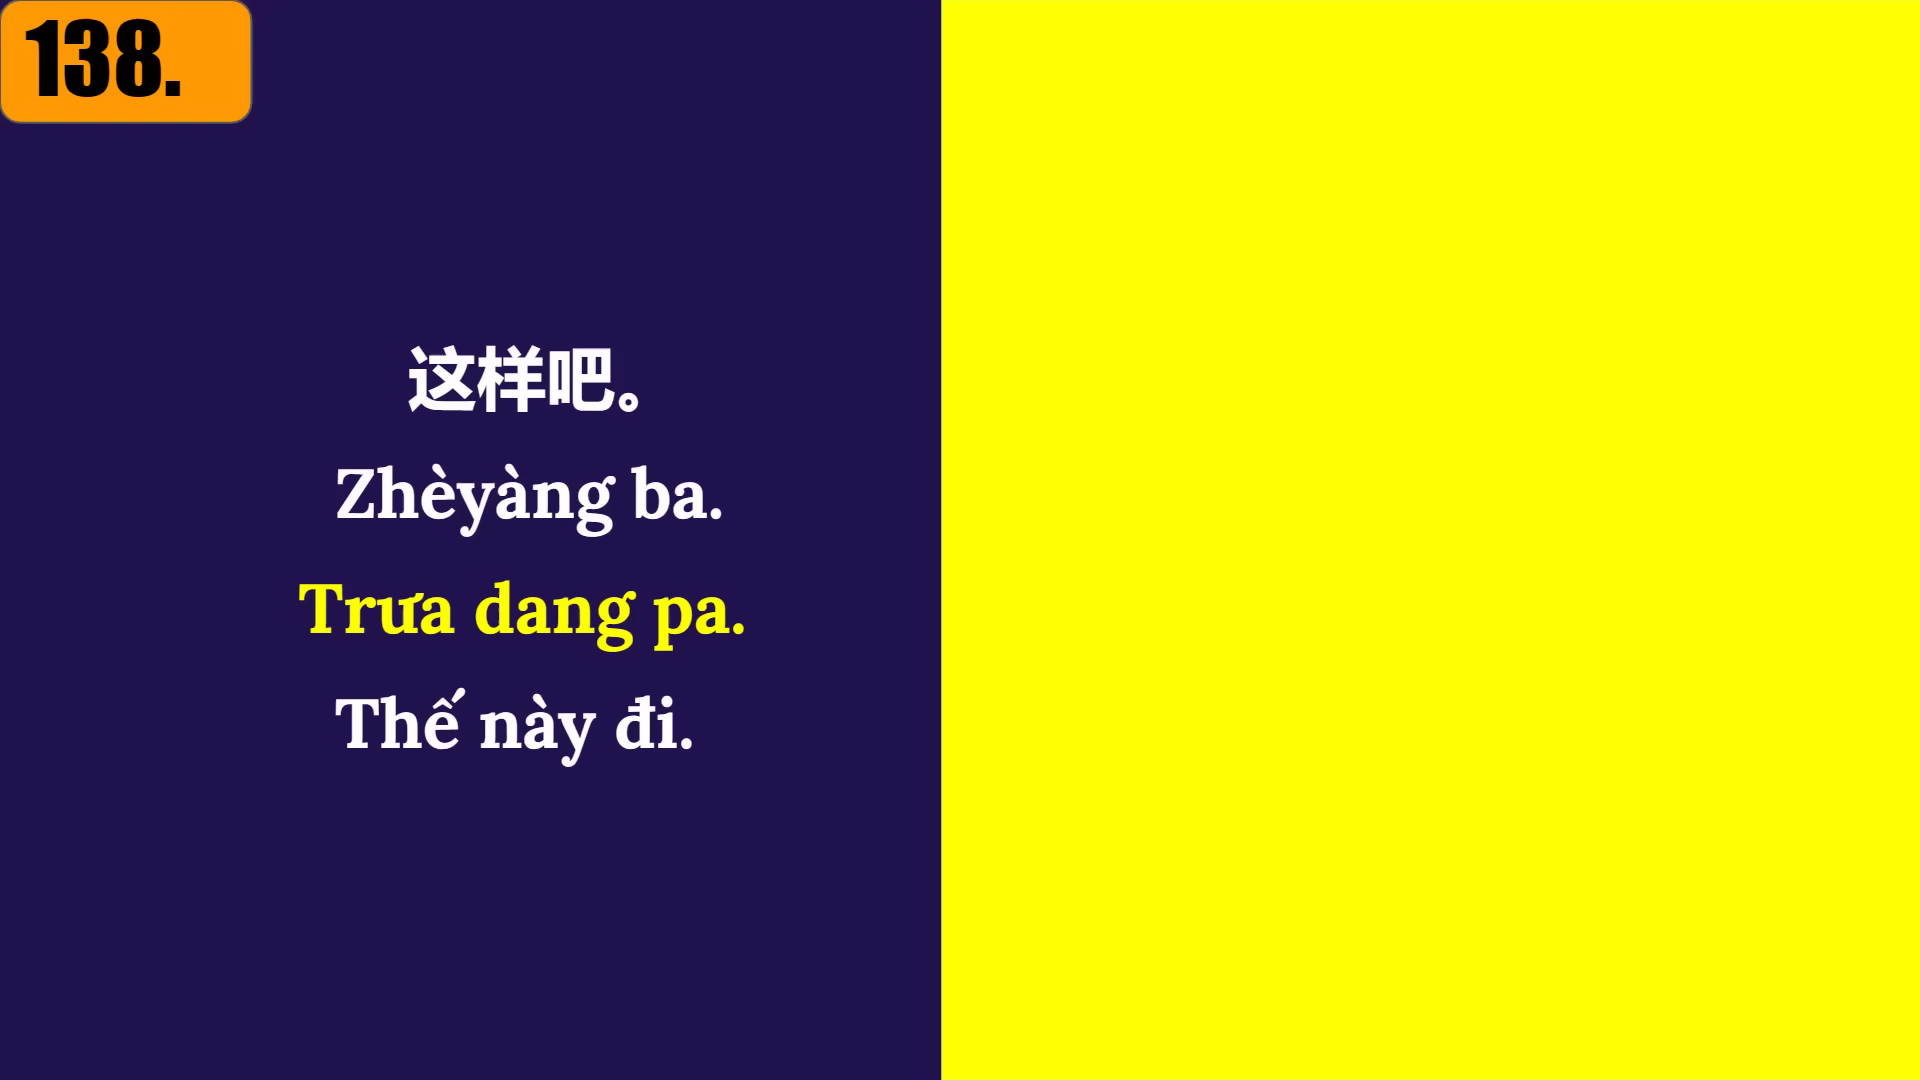 138.
这样吧。
Zhèyàng ba.
Trưa dang pa.
Thế này đi.